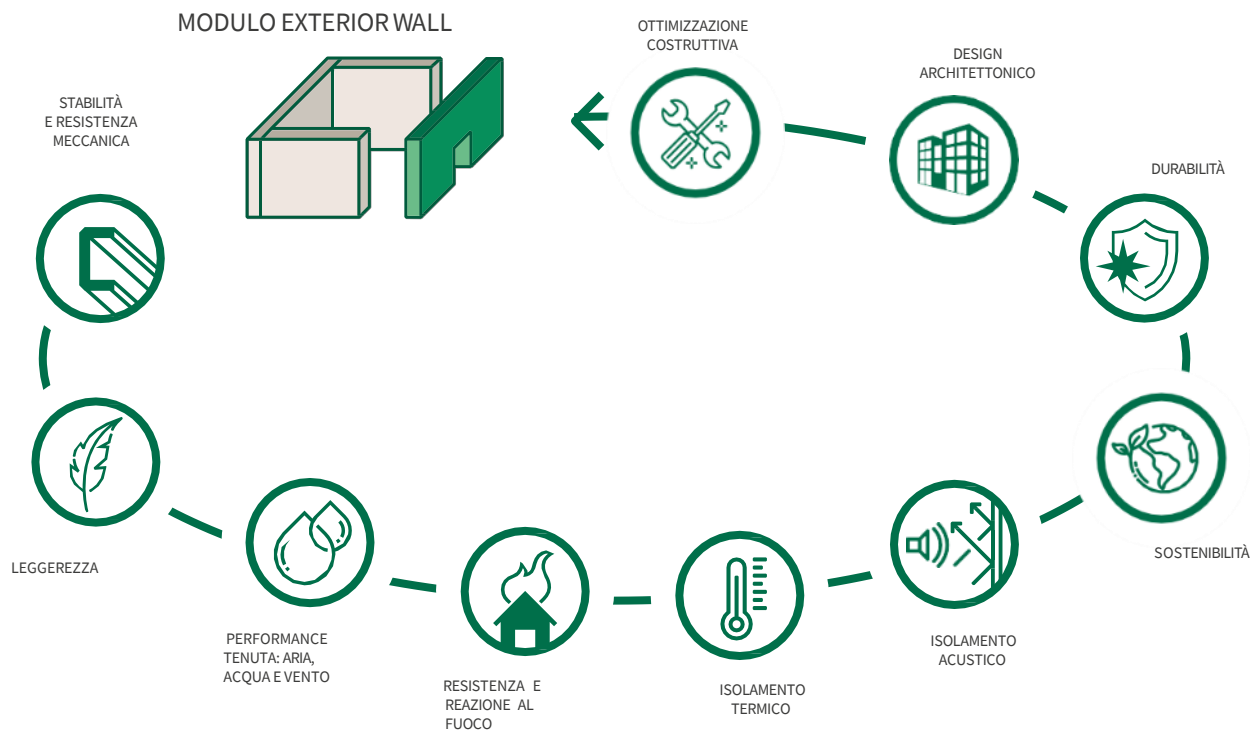 MODULO EXTERIOR WALL
STABILITÀ
E RESISTENZA
MECCANICA
LEGGEREZZA
PERFORMANCE
TENUTA: ARIA,
ACQUA E VENTO
RESISTENZA E
REAZIONE AL
FUOCO
ISOLAMENTO
TERMICO
ISOLAMENTO
ACUSTICO
SOSTENIBILITÀ
DURABILITÀ
DESIGN
ARCHITETTONICO
OTTIMIZZAZIONE
COSTRUTTIVA